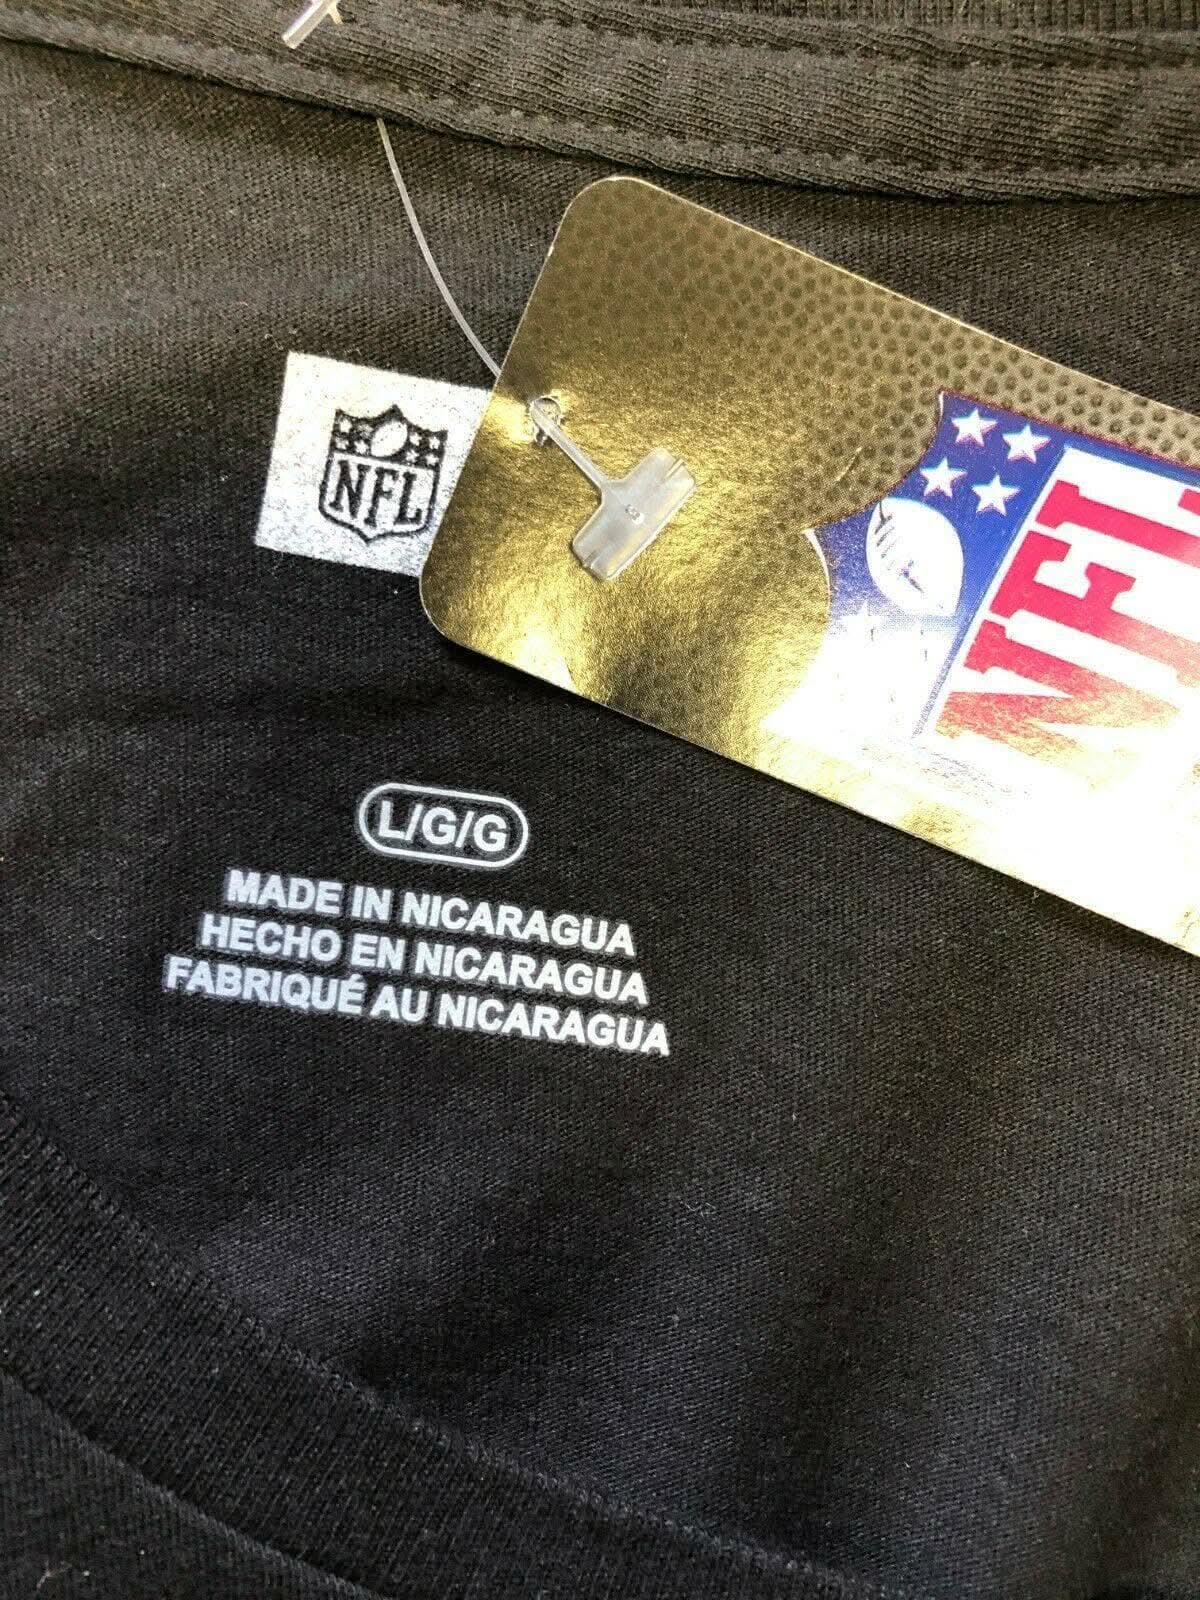 NFL
NFL
L/G/G
MADE IN NICARAGUA
HECHO EN NICARAGUA
FABRIQUÉ AU NICARAGUA